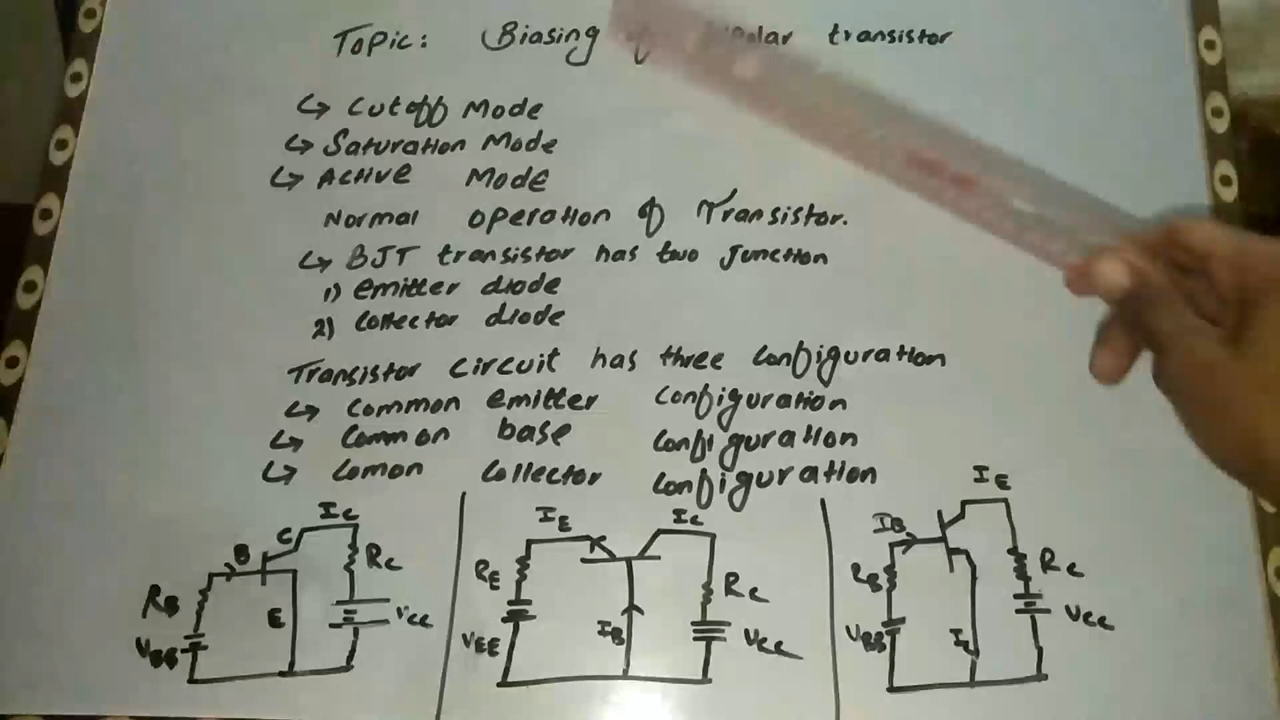 Topic: Biasing of transistor
↳ Cutoff Mode
↳ Saturation Mode
↳ Active Mode
Normal operation of Transistor.
↳ BJT transistor has two Junction
1) emitter diode
2) Collector diode
Transistor circuit has three configuration
↳ Common emitter configuration
↳ Common base configuration
↳ Comon collector configuration
B C IC
RB E RC
VBB VCC
IE IC
RE IB RC
VEE VCC
IB IE
RB RC
VBB VCC